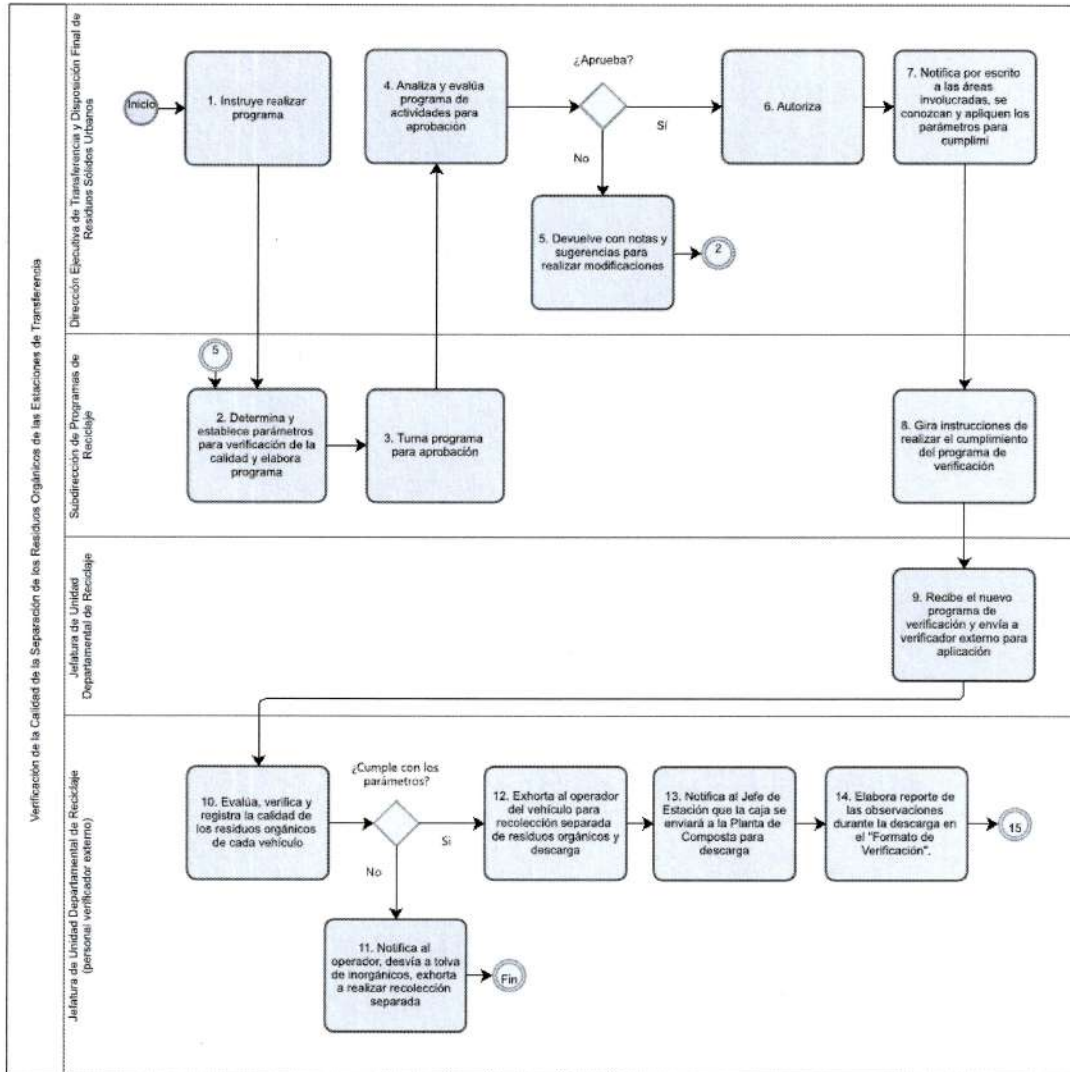 Verificación de la Calidad de la Separación de los Residuos Orgánicos de las Estaciones de Transferencia
Dirección Ejecutiva de Transferencia y Disposición Final de
Residuos Sólidos Urbanos
Inicio
1. Instruye realizar
programa
4. Analiza y evalúa
programa de
actividades para
aprobación
¿Aprueba?
Sí
No
6. Autoriza
7. Notifica por escrito
a las áreas
involucradas, se
conozcan y apliquen los
parámetros para
cumplimi
5. Devuelve con notas y
sugerencias para
realizar modificaciones
2
Subdirección de Programas de
Reciclaje
5
2. Determina y
establece parámetros
para verificación de la
calidad y elabora
programa
3. Turna programa
para aprobación
8. Gira instrucciones de
realizar el cumplimiento
del programa de
verificación
Jefatura de Unidad
Departamental de Reciclaje
9. Recibe el nuevo
programa de
verificación y envía a
verificador externo para
aplicación
Jefatura de Unidad Departamental de Reciclaje
(personal verificador externo)
10. Evalúa, verifica y
registra la calidad de
los residuos orgánicos
de cada vehículo
¿Cumple con los
parámetros?
Si
No
12. Exhorta al operador
del vehículo para
recolección separada
de residuos orgánicos y
descarga
13. Notifica al Jefe de
Estación que la caja se
enviará a la Planta de
Composta para
descarga
14. Elabora reporte de
las observaciones
durante la descarga en
el "Formato de
Verificación".
15
11. Notifica al
operador, desvía a tolva
de inorgánicos, exhorta
a realizar recolección
separada
Fin